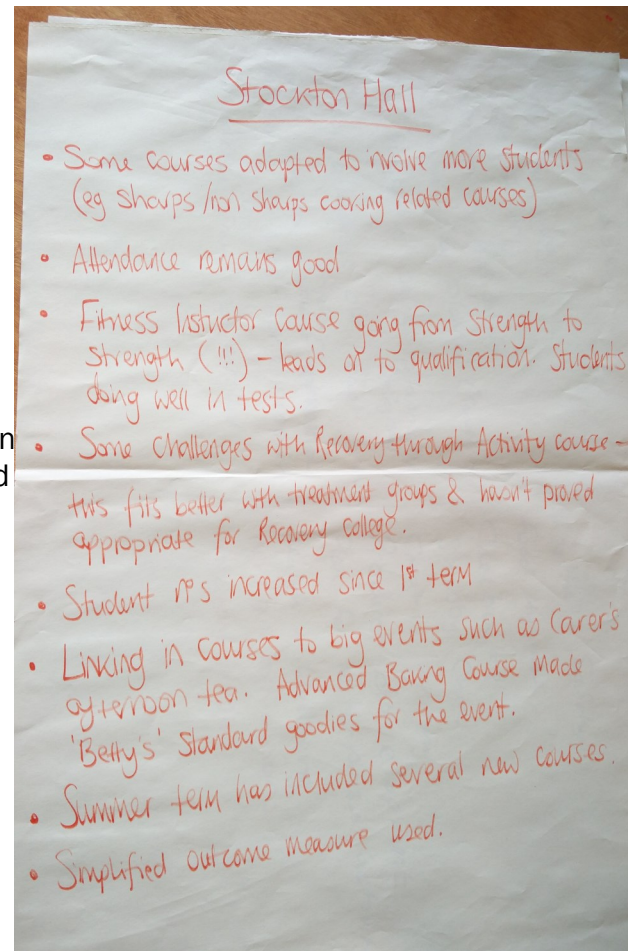 Stockton Hall
• Some courses adapted to involve more students
(eg sharps/non sharps cooking related courses)
• Attendance remains good
• Fitness Instuctor Course going from Strength to
Strength (!!!) - leads on to qualification. Students
doing well in tests.
n
• Some challenges with Recovery through Activity course -
d
this fits better with treatment groups & hasn't proved
appropriate for Recovery college.
• Student nºs increased since 1st term
• Linking in courses to big events such as Carer's
afternoon tea. Advanced Baking Course made
'Betty's' Standard goodies for the event.
• Summer term has included several new courses.
• Simplified outcome measure used.